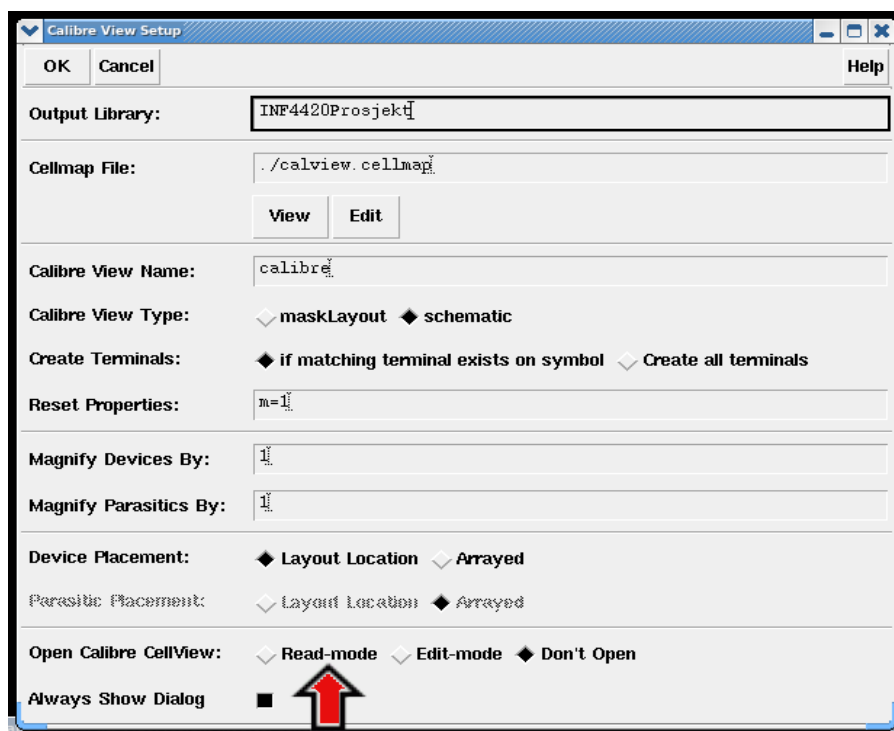 Calibre View Setup
OK Cancel Help
Output Library: INF4420Prosjekt
Cellmap File: ./calview.cellmap
View Edit
Calibre View Name: calibre
Calibre View Type: maskLayout schematic
Create Terminals: if matching terminal exists on symbol Create all terminals
Reset Properties: m=1
Magnify Devices By: 1
Magnify Parasitics By: 1
Device Placement: Layout Location Arrayed
Parasitic Placement: Layout Location Arrayed
Open Calibre CellView: Read-mode Edit-mode Don't Open
Always Show Dialog